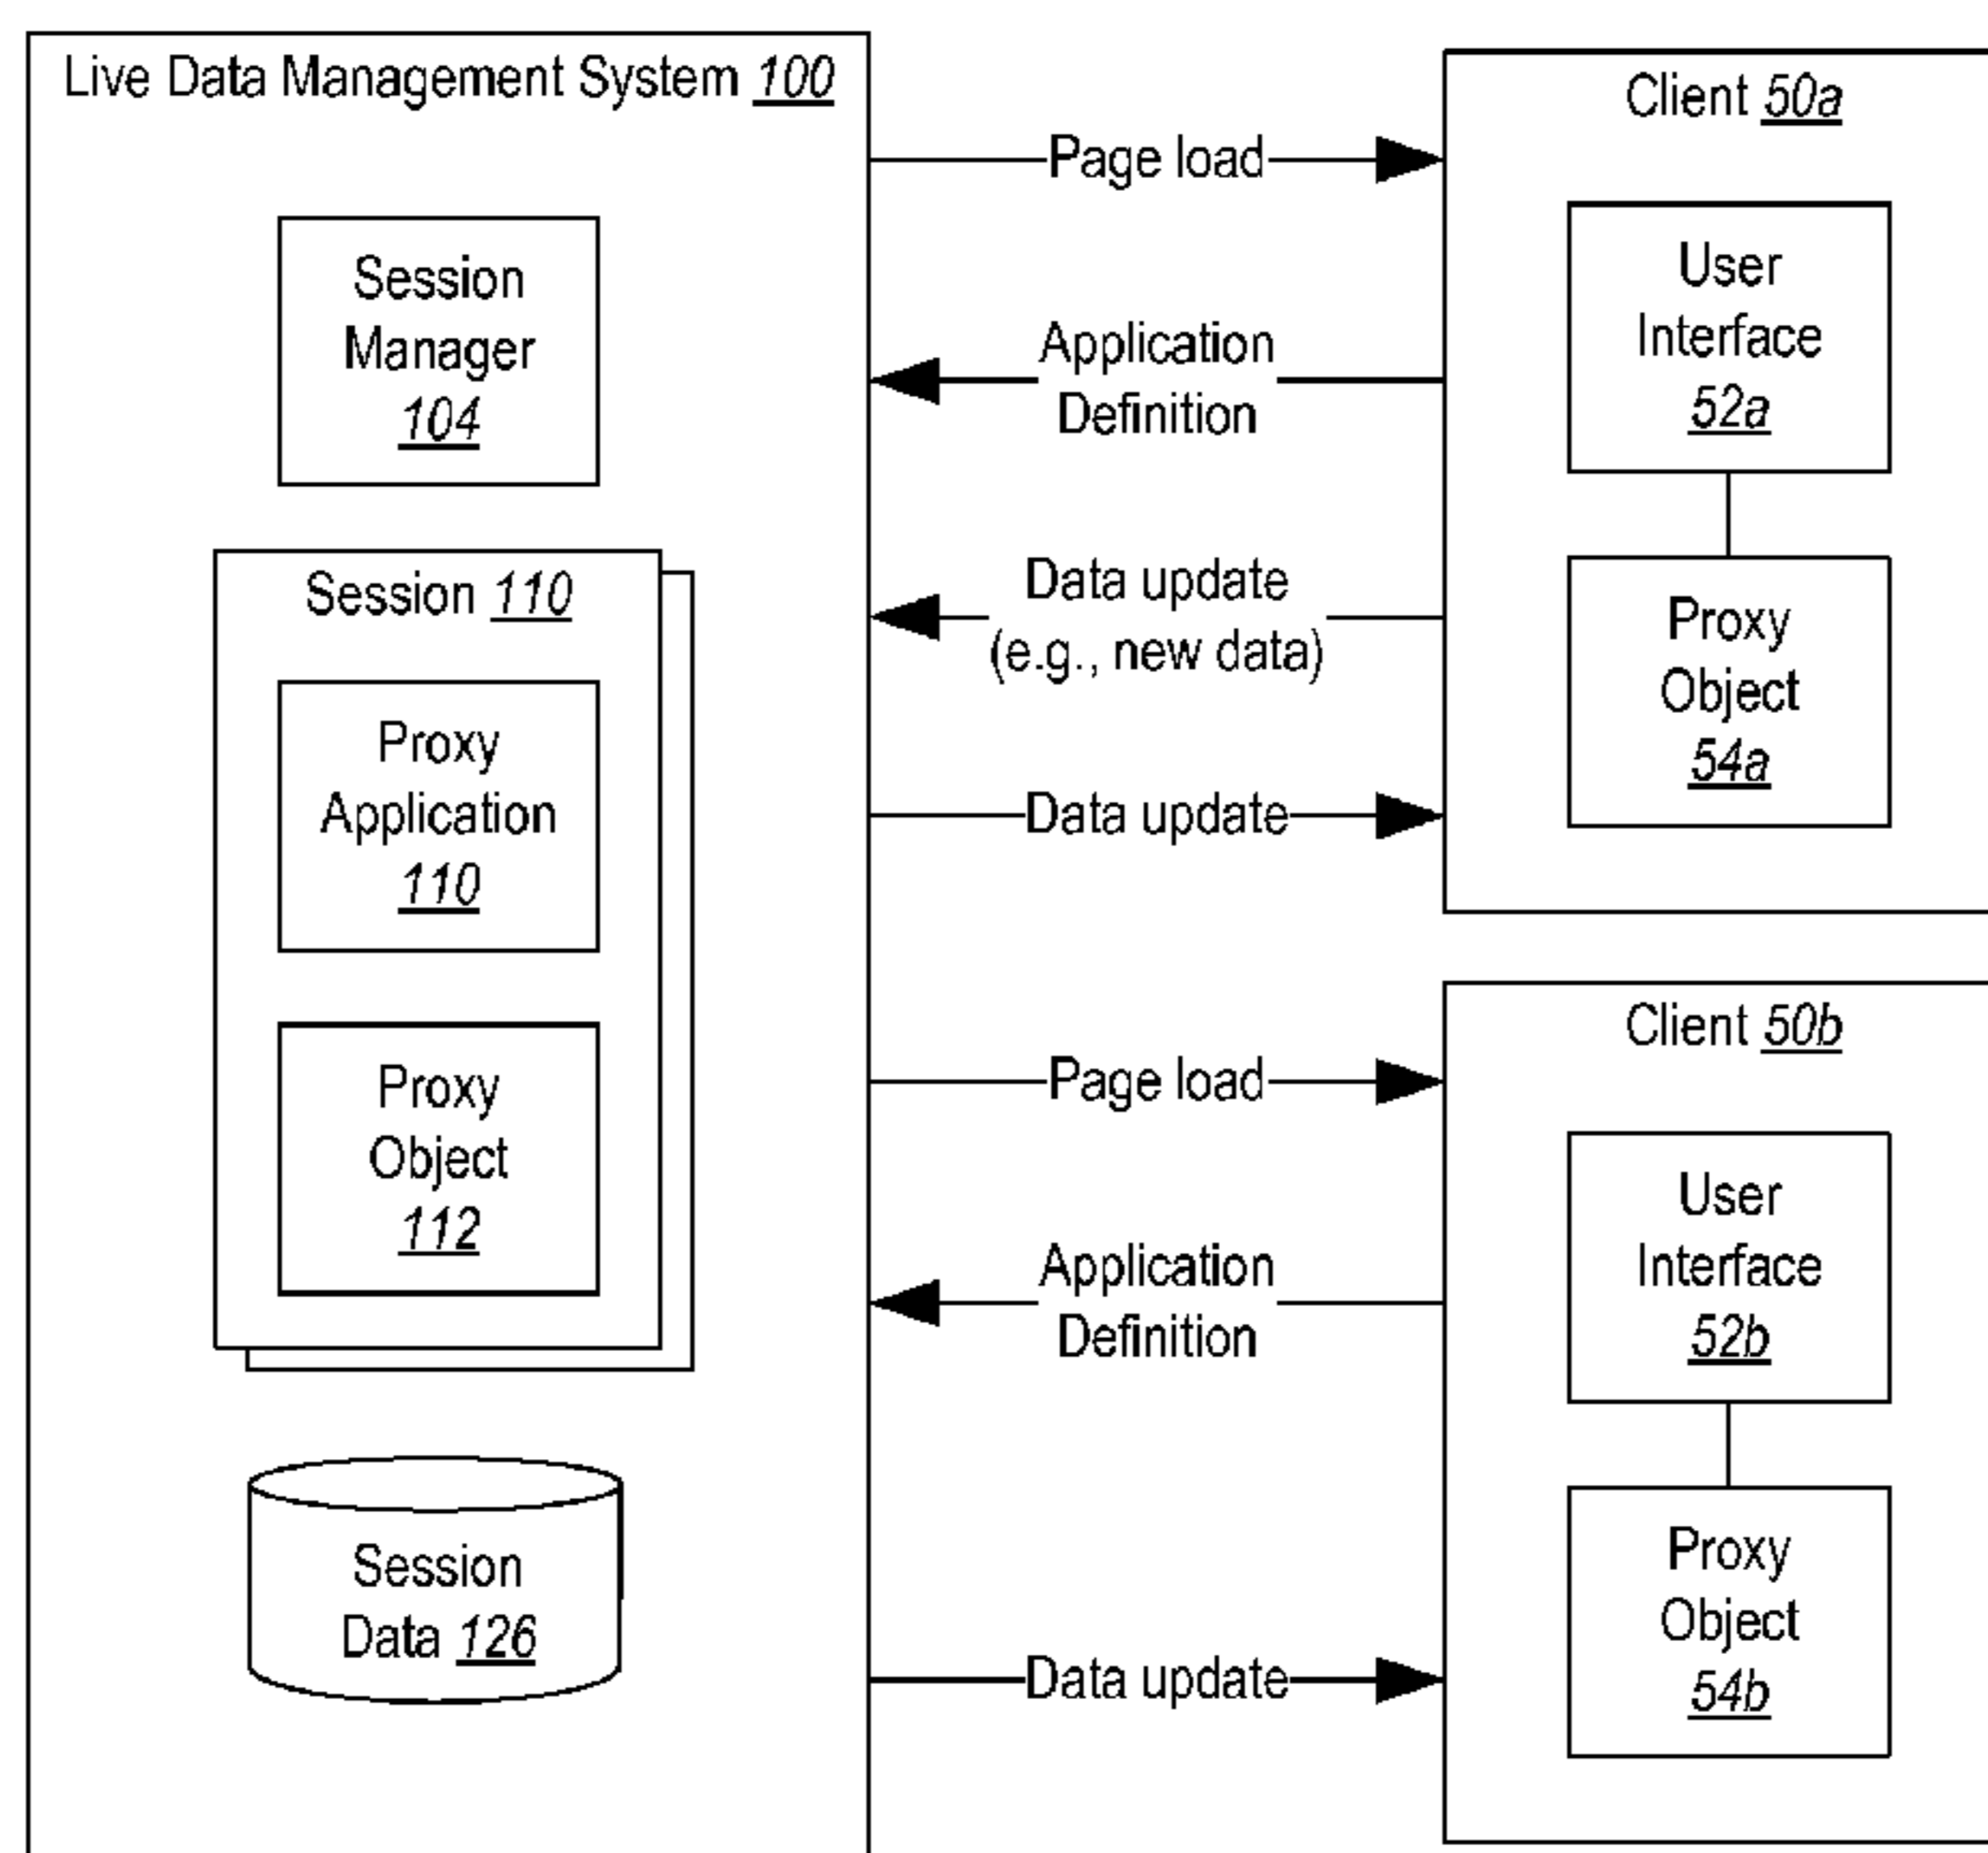 Live Data Management System 100
Session
Manager
104
Session 110
Proxy
Application
110
Proxy
Object
112
Session
Data 126
Page load
Application
Definition
Data update
(e.g., new data)
Data update
Page load
Application
Definition
Data update
Client 50a
User
Interface
52a
Proxy
Object
54a
Client 50b
User
Interface
52b
Proxy
Object
54b